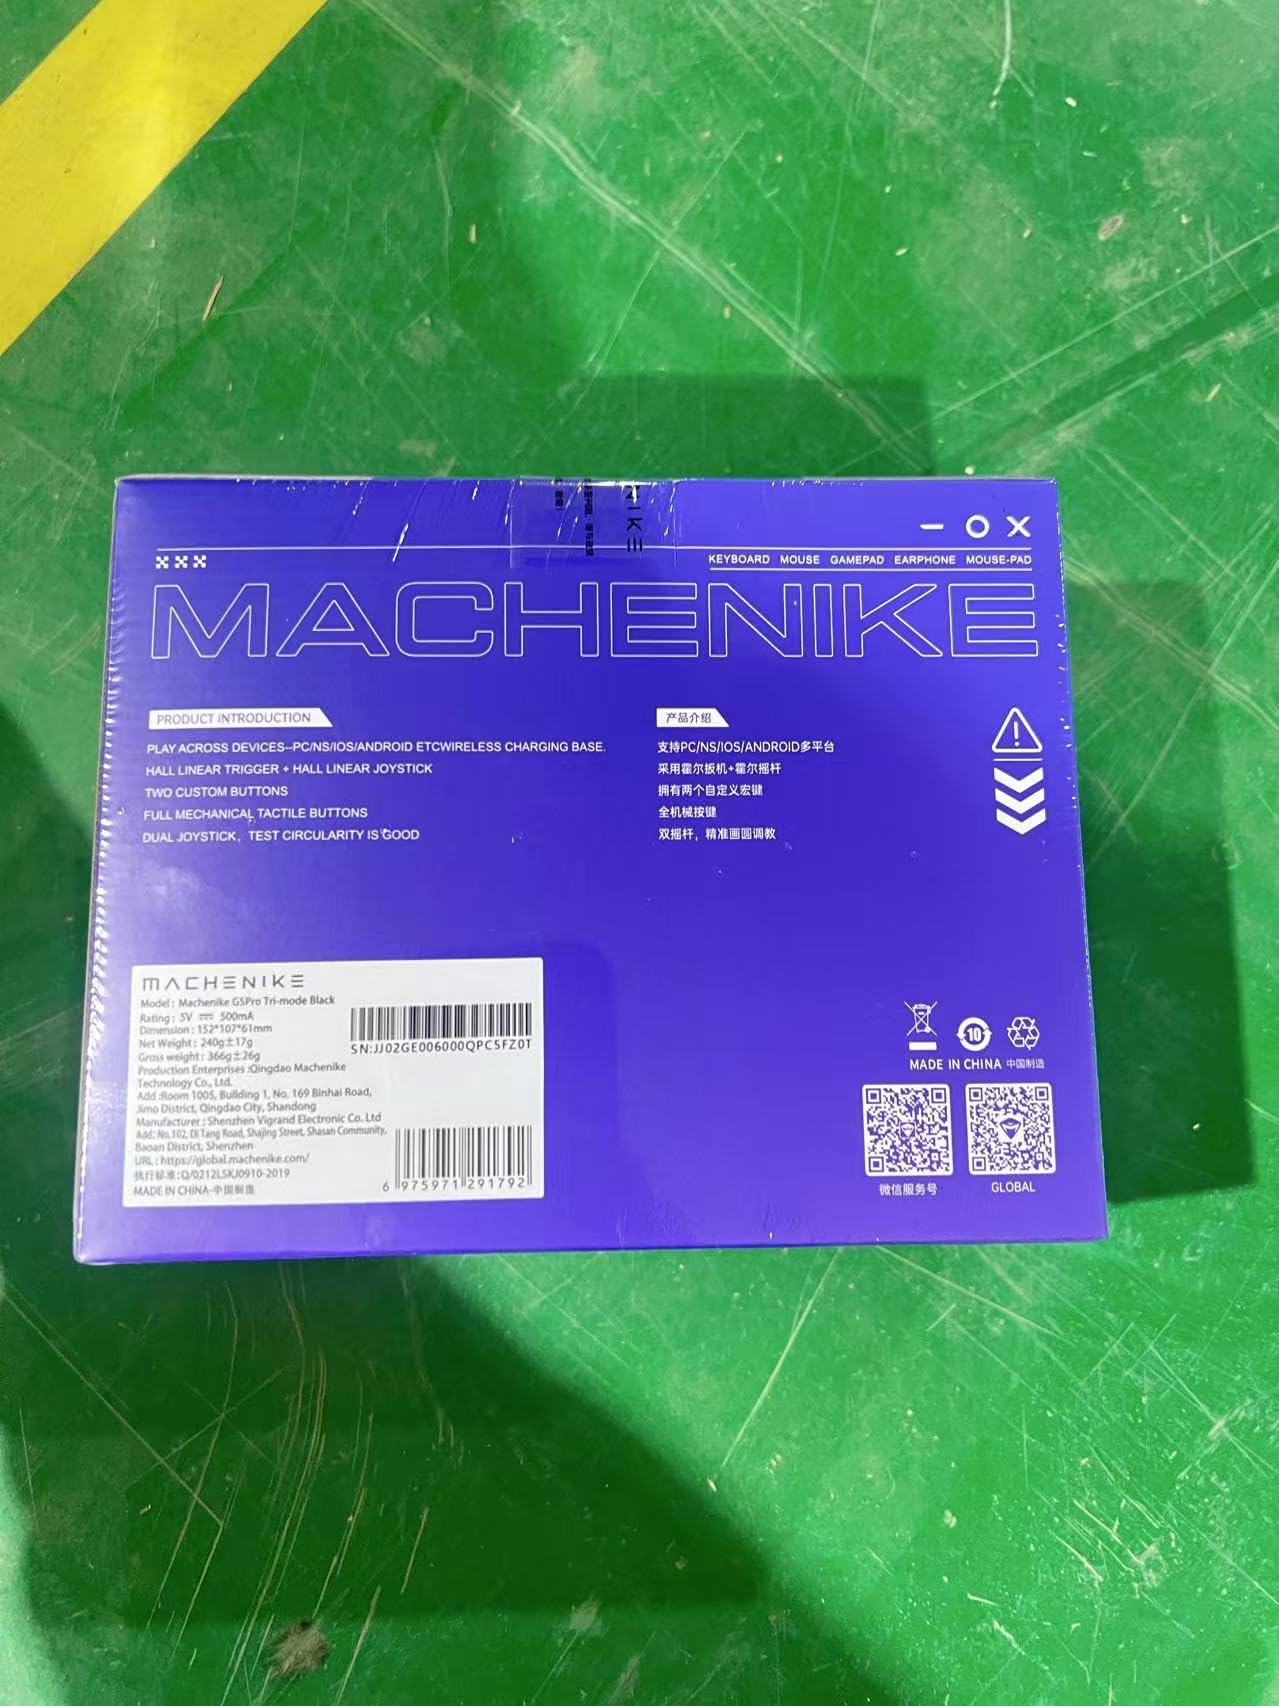 NIKE
— O X
KEYBOARD MOUSE GAMEPAD EARPHONE MOUSE-PAD
MACHENIKE
PRODUCT INTRODUCTION
PLAY ACROSS DEVICES--PC/NS/IOS/ANDROID ETCWIRELESS CHARGING BASE.
HALL LINEAR TRIGGER + HALL LINEAR JOYSTICK
TWO CUSTOM BUTTONS
FULL MECHANICAL TACTILE BUTTONS
DUAL JOYSTICK, TEST CIRCULARITY IS GOOD
产品介绍
支持PC/NS/IOS/ANDROID多平台
采用霍尔扳机+霍尔摇杆
拥有两个自定义宏键
全机械按键
双摇杆，精准画圆调教
MACHENIKE
Model : Machenike G5Pro Tri-mode Black
Rating : 5V 500mA
Dimension : 152*107*61mm
Net Weight : 240g±17g
Gross weight : 366g±26g
Production Enterprises :Qingdao Machenike
Technology Co., Ltd.
Add :Room 1005, Building 1, No. 169 Binhai Road,
Jimo District, Qingdao City, Shandong
Manufacturer : Shenzhen Vigrand Electronic Co. Ltd
Add: No,102, Di Tang Road, Shajing Street, Shasan Community,
Baoan District, Shenzhen
URL : https://global.machenike.com/
执行标准:Q/0212LSKJ0910-2019
MADE IN CHINA-中国制造
SN:JJ02GE006000QPC5FZ0T
6 975971 291792
10
MADE IN CHINA 中国制造
微信服务号
GLOBAL